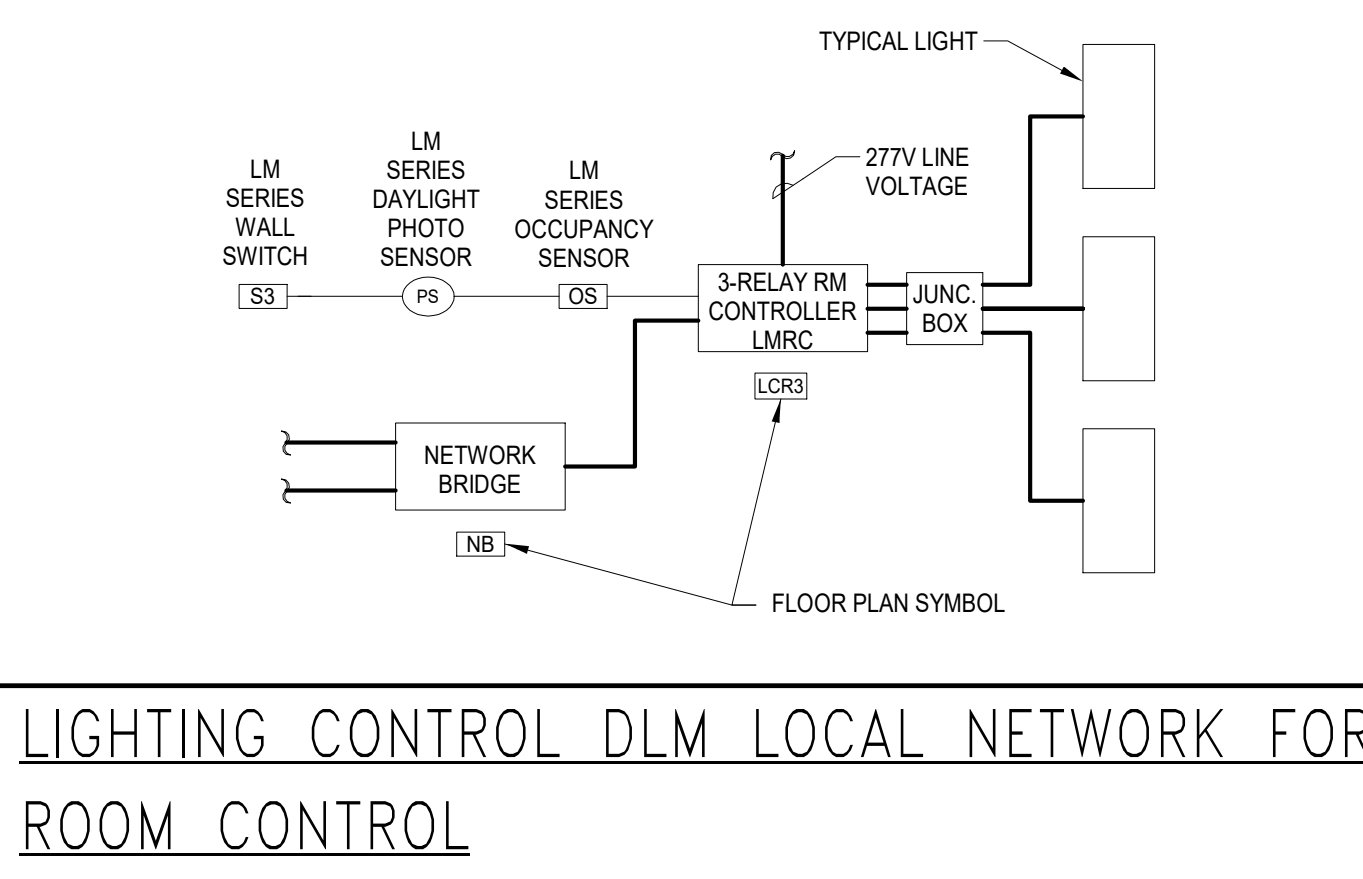 TYPICAL LIGHT
277V LINE
VOLTAGE
LM
SERIES
WALL
SWITCH
LM
SERIES
DAYLIGHT
PHOTO
SENSOR
LM
SERIES
OCCUPANCY
SENSOR
S3
PS
OS
3-RELAY RM
CONTROLLER
LMRC
JUNC.
BOX
LCR3
NETWORK
BRIDGE
NB
FLOOR PLAN SYMBOL
LIGHTING CONTROL DLM LOCAL NETWORK FOR
ROOM CONTROL